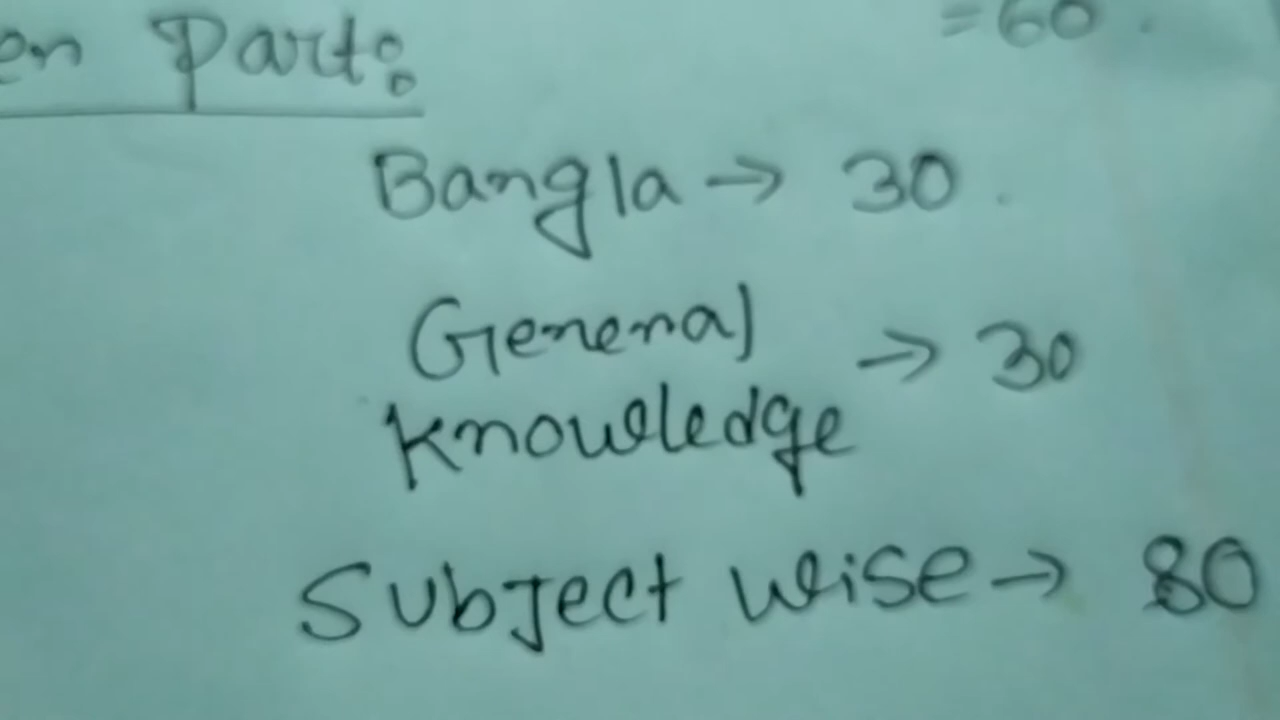 = 60
en Part:
Bangla → 30
General
→ 30
Knowledge
Subject wise → 80